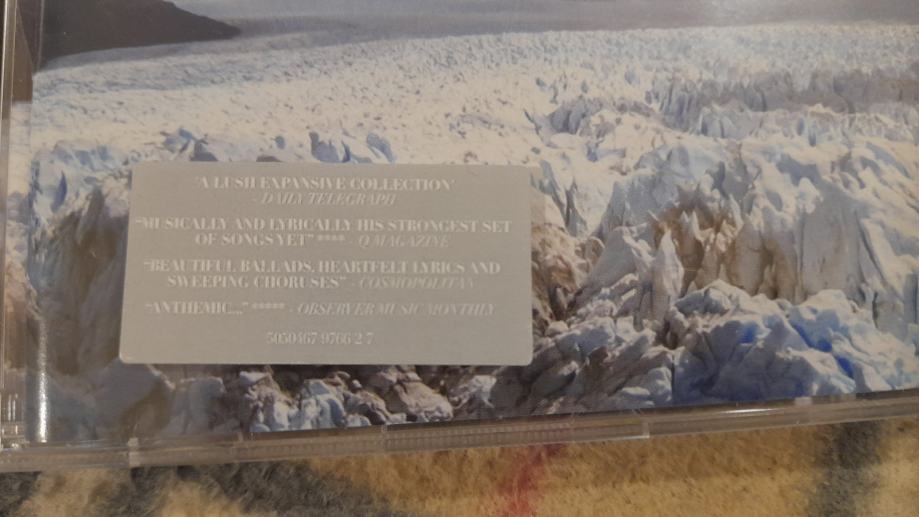 'A LUSH EXPANSIVE COLLECTION'
- DAILY TELEGRAPH
"MUSICALLY AND LYRICALLY HIS STRONGEST SET
OF SONGS YET" **** - Q MAGAZINE
"BEAUTIFUL BALLADS, HEARTFELT LYRICS AND
SWEEPING CHORUSES" - COSMOPOLITAN
"ANTHEMIC..." ***** - OBSERVER MUSIC MONTHLY
5050467 9766 2 7